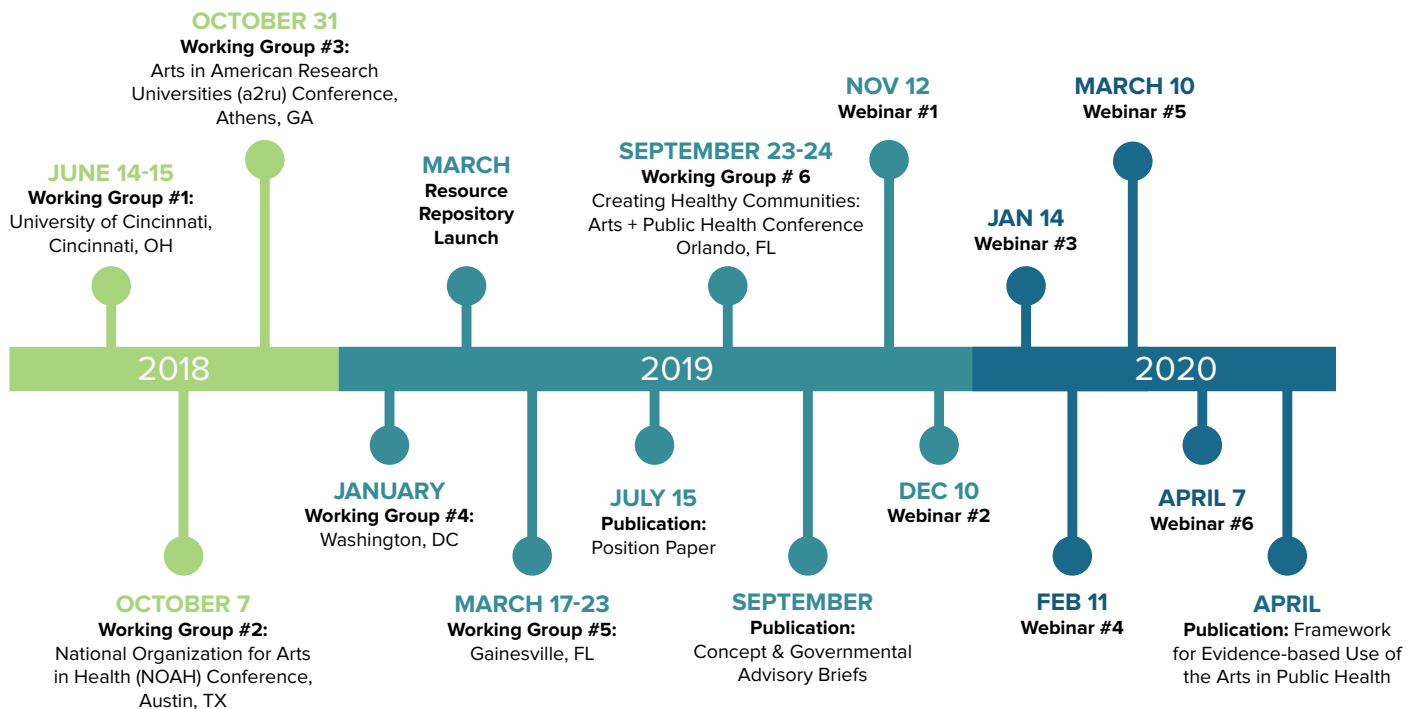 OCTOBER 31
Working Group #3:
Arts in American Research
Universities (a2ru) Conference,
Athens, GA
JUNE 14-15
Working Group #1:
University of Cincinnati,
Cincinnati, OH
MARCH
Resource
Repository
Launch
SEPTEMBER 23-24
Working Group # 6
Creating Healthy Communities:
Arts + Public Health Conference
Orlando, FL
NOV 12
Webinar #1
JAN 14
Webinar #3
MARCH 10
Webinar #5
2018
2019
2020
OCTOBER 7
Working Group #2:
National Organization for Arts
in Health (NOAH) Conference,
Austin, TX
JANUARY
Working Group #4:
Washington, DC
MARCH 17-23
Working Group #5:
Gainesville, FL
JULY 15
Publication:
Position Paper
SEPTEMBER
Publication:
Concept & Governmental
Advisory Briefs
DEC 10
Webinar #2
FEB 11
Webinar #4
APRIL 7
Webinar #6
APRIL
Publication: Framework
for Evidence-based Use of
the Arts in Public Health